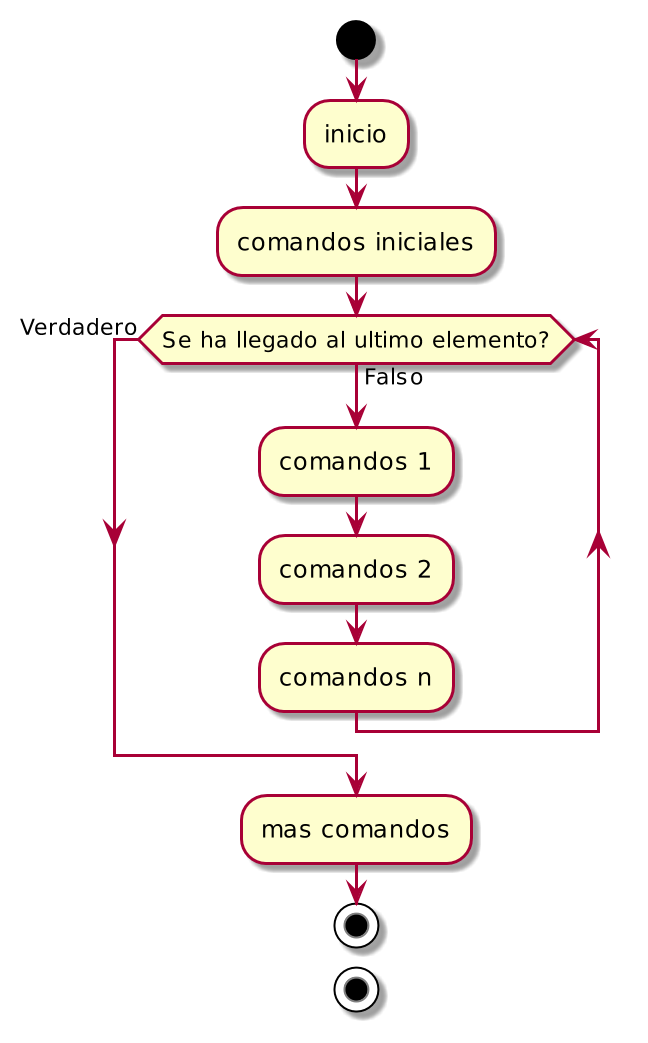 inicio
comandos iniciales
Verdadero
Se ha llegado al ultimo elemento?
Falso
comandos 1
comandos 2
comandos n
mas comandos